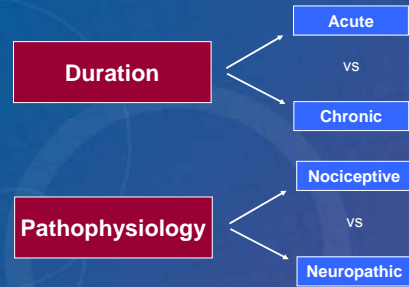 Duration
Acute
vs
Chronic
Pathophysiology
Nociceptive
vs
Neuropathic